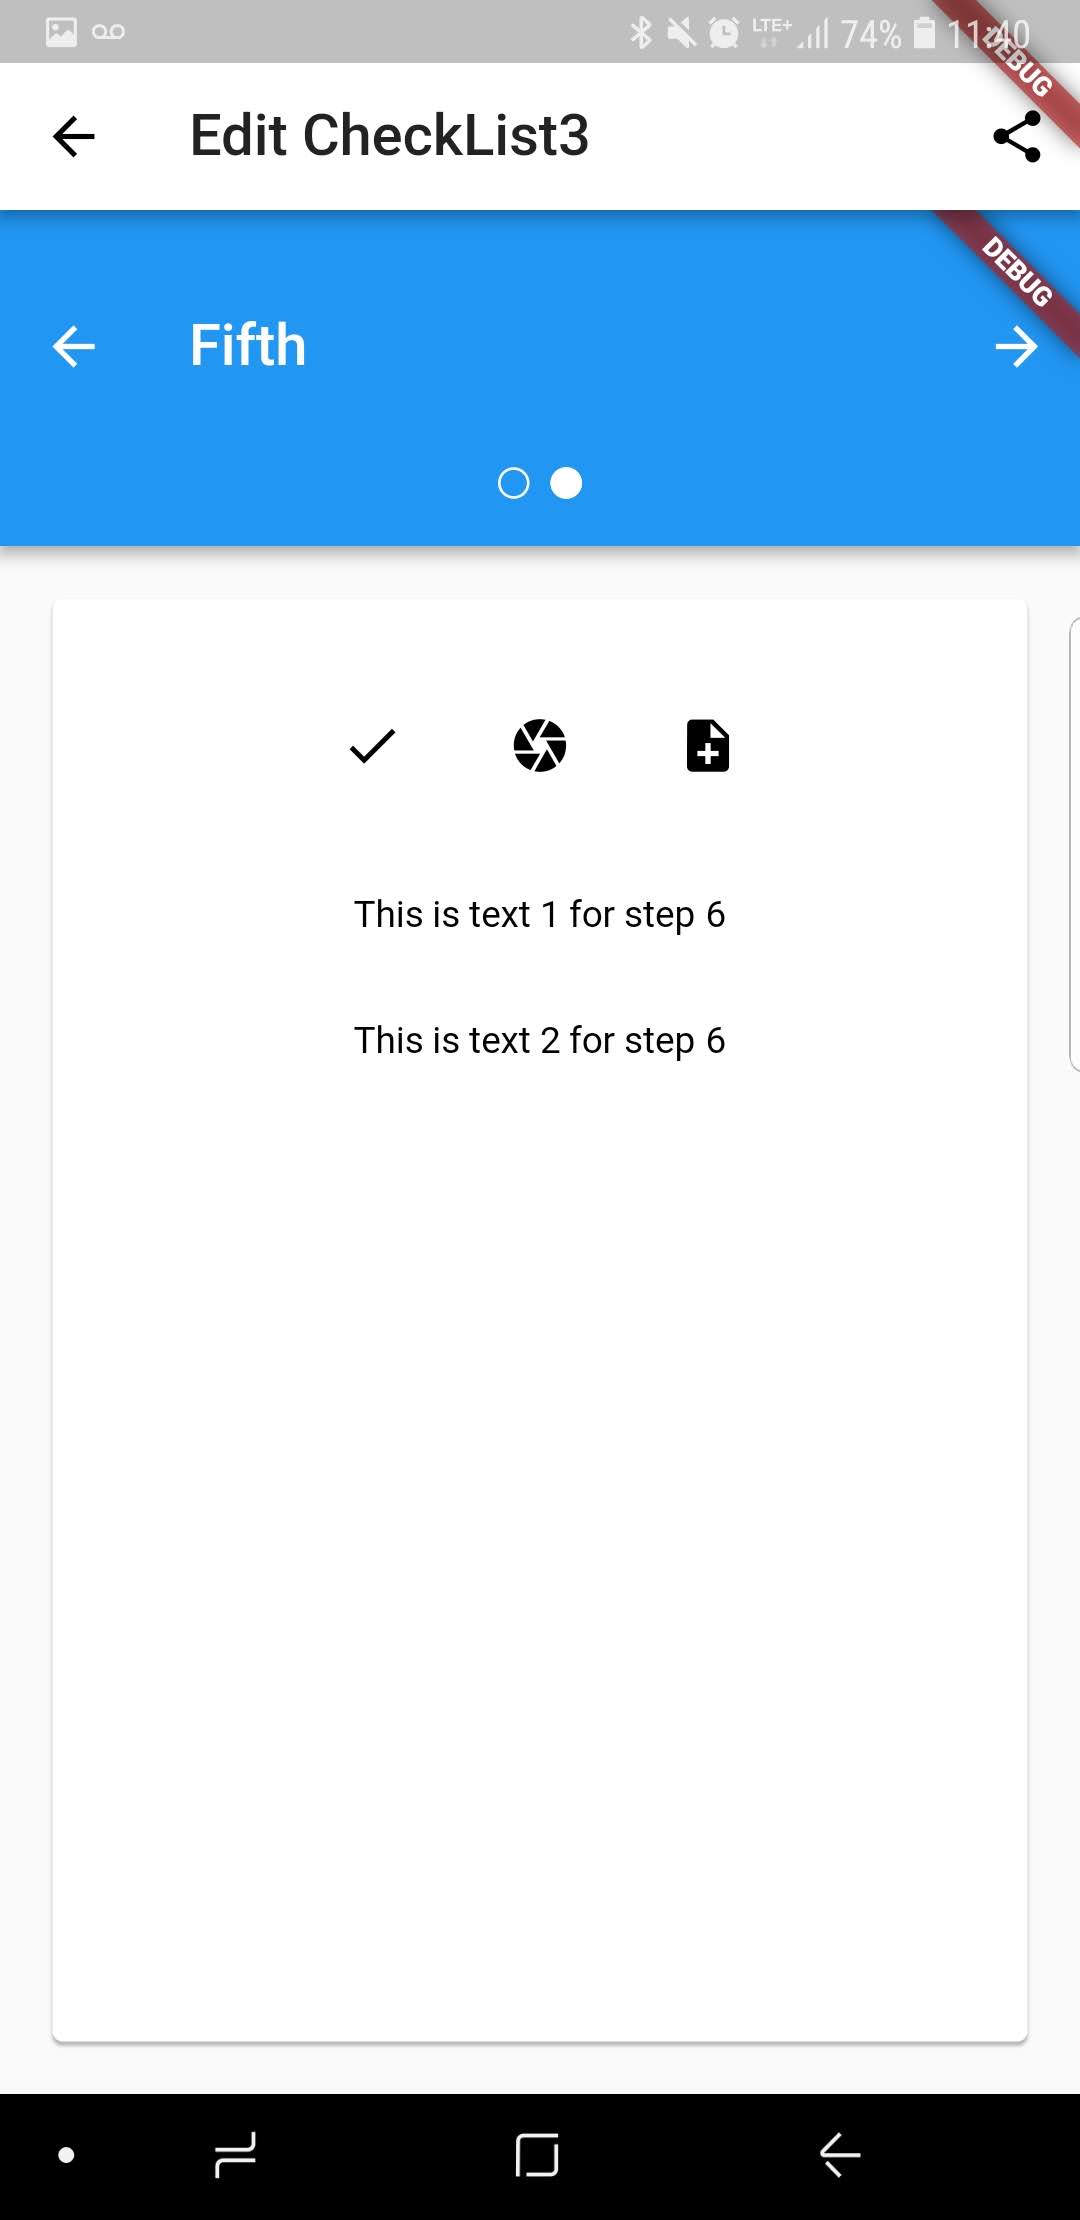 LTE+ 74% 11:40
DEBUG
Edit CheckList3
DEBUG
Fifth
This is text 1 for step 6
This is text 2 for step 6